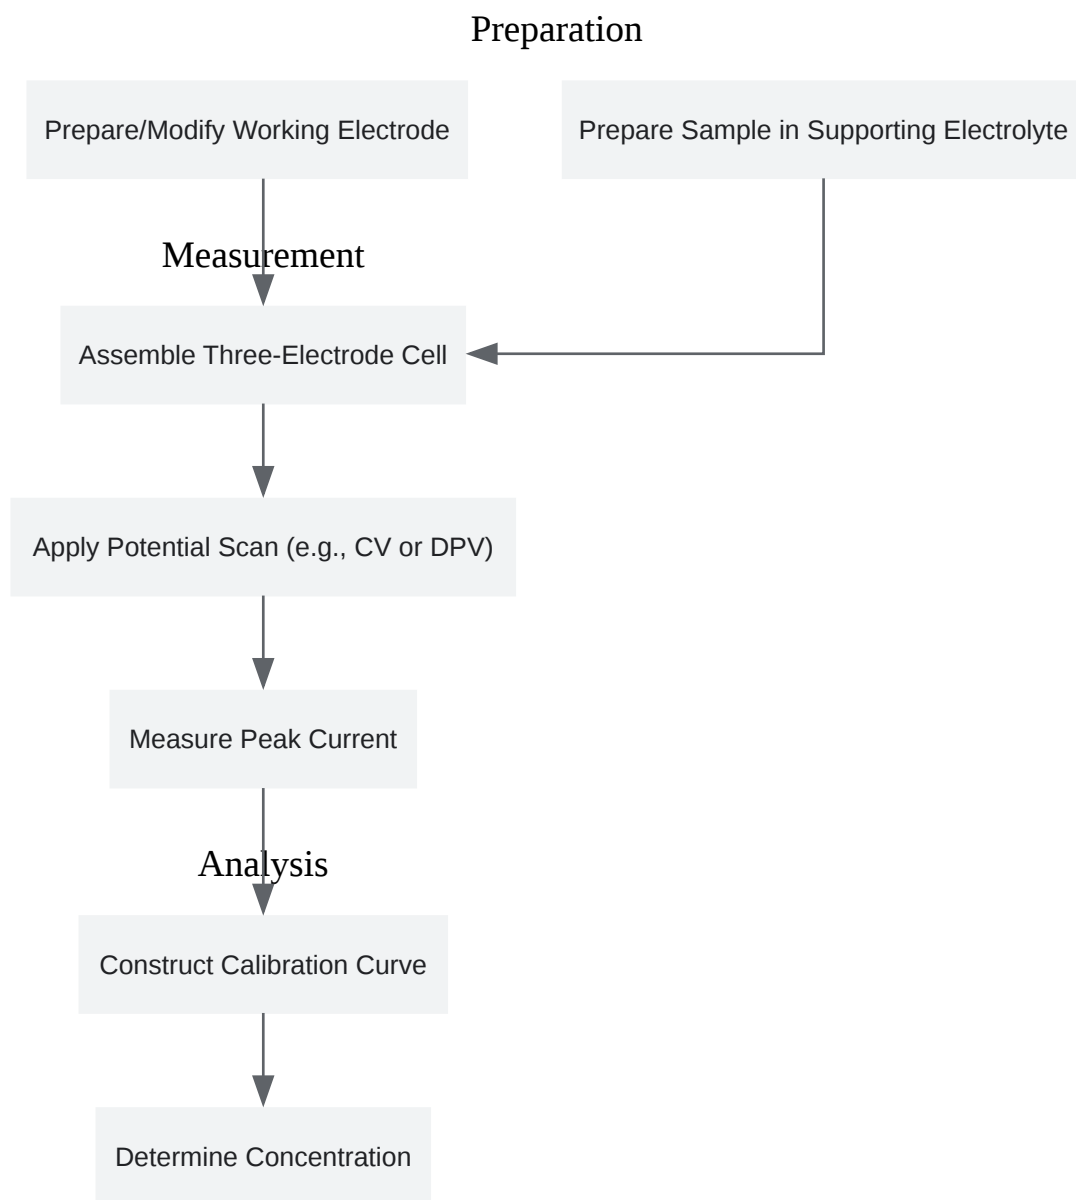 Preparation
Prepare/Modify Working Electrode
Prepare Sample in Supporting Electrolyte
Measurement
Assemble Three-Electrode Cell
Apply Potential Scan (e.g., CV or DPV)
Measure Peak Current
Analysis
Construct Calibration Curve
Determine Concentration